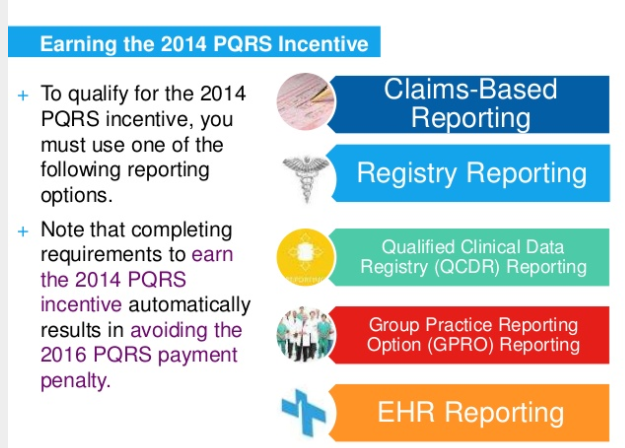 Earning the 2014 PQRS Incentive
+ To qualify for the 2014
PQRS incentive, you
must use one of the
following reporting
options.
+ Note that completing
requirements to earn
the 2014 PQRS
incentive automatically
results in avoiding the
2016 PQRS payment
penalty.
Claims-Based
Reporting
Registry Reporting
Qualified Clinical Data
Registry (QCDR) Reporting
Group Practice Reporting
Option (GPRO) Reporting
EHR Reporting